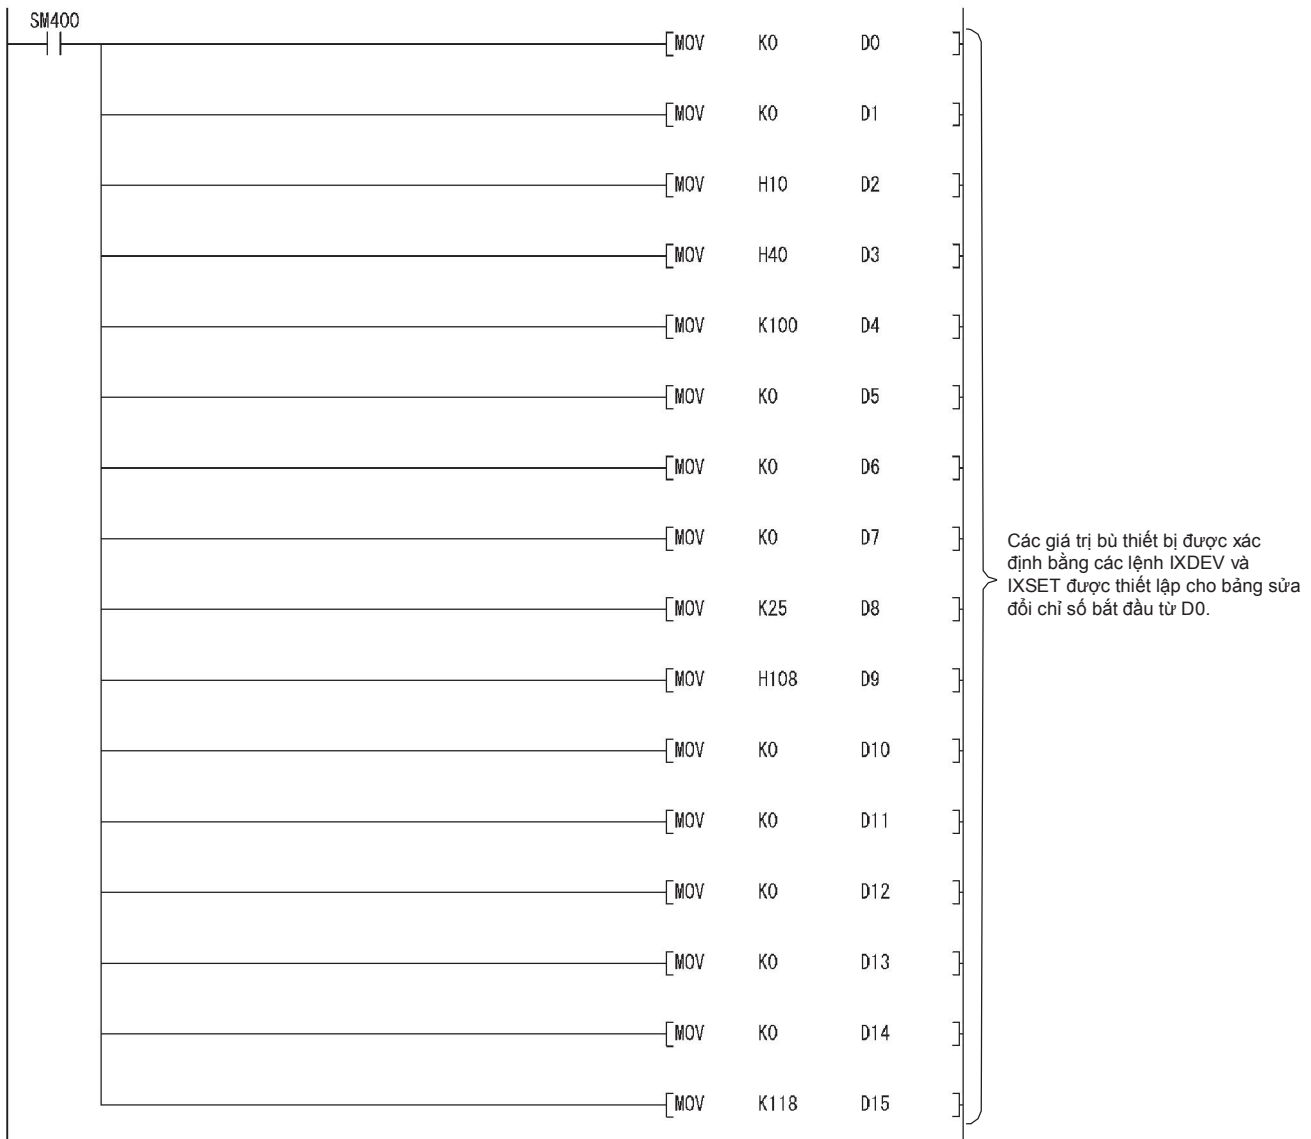 SM400
[MOV K0 D0 ]
[MOV K0 D1 ]
[MOV H10 D2 ]
[MOV H40 D3 ]
[MOV K100 D4 ]
[MOV K0 D5 ]
[MOV K0 D6 ]
[MOV K0 D7 ]
[MOV K25 D8 ]
[MOV H108 D9 ]
[MOV K0 D10 ]
[MOV K0 D11 ]
[MOV K0 D12 ]
[MOV K0 D13 ]
[MOV K0 D14 ]
[MOV K118 D15 ]
Các giá trị bù thiết bị được xác
định bằng các lệnh IXDEV và
IXSET được thiết lập cho bảng sửa
đổi chỉ số bắt đầu từ D0.